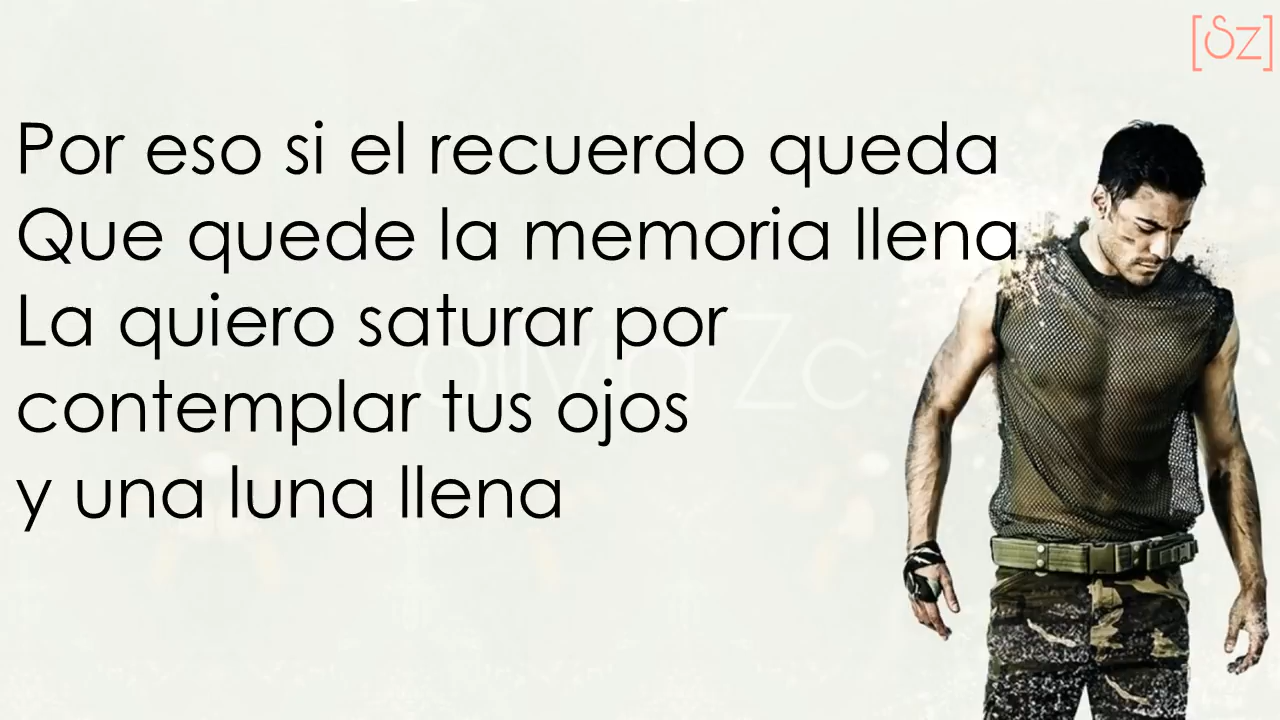 [SZ]
Por eso si el recuerdo queda
Que quede la memoria llena
La quiero saturar por
contemplar tus ojos
y una luna llena